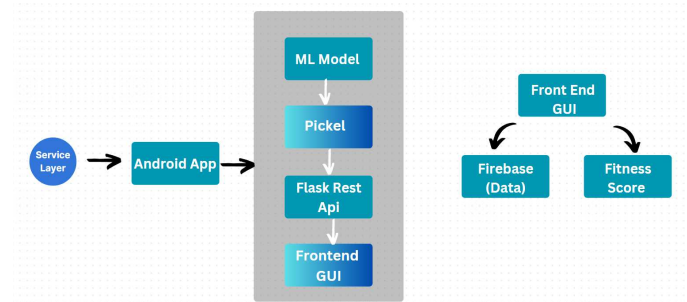 Service
Layer
Android App
ML Model
Pickel
Flask Rest
Api
Frontend
GUI
Front End
GUI
Firebase
(Data)
Fitness
Score